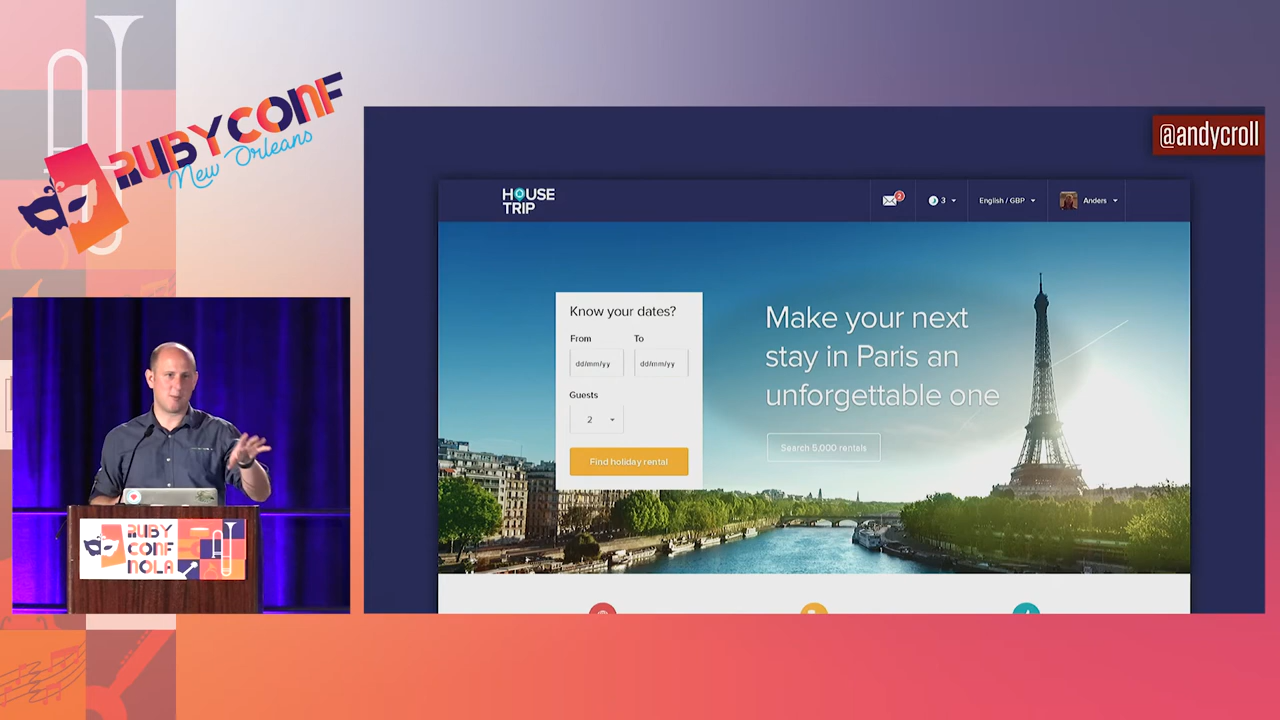 RUBYCONF
New Orleans
RUBY
CONF
NOLA
@andycroll
HOUSE
TRIP
2
3
English / GBP
Anders
Know your dates?
From To
dd/mm/yy dd/mm/yy
Guests
2
Find holiday rental
Make your next
stay in Paris an
unforgettable one
Search 5,000 rentals